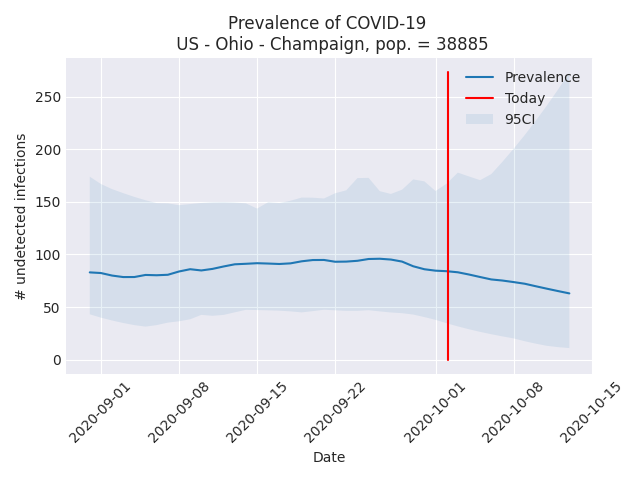 Prevalence of COVID-19
US - Ohio - Champaign, pop. = 38885
Prevalence
Today
95CI
# undetected infections
250
200
150
100
50
0
2020-09-01
2020-09-08
2020-09-15
2020-09-22
2020-10-01
2020-10-08
2020-10-15
Date